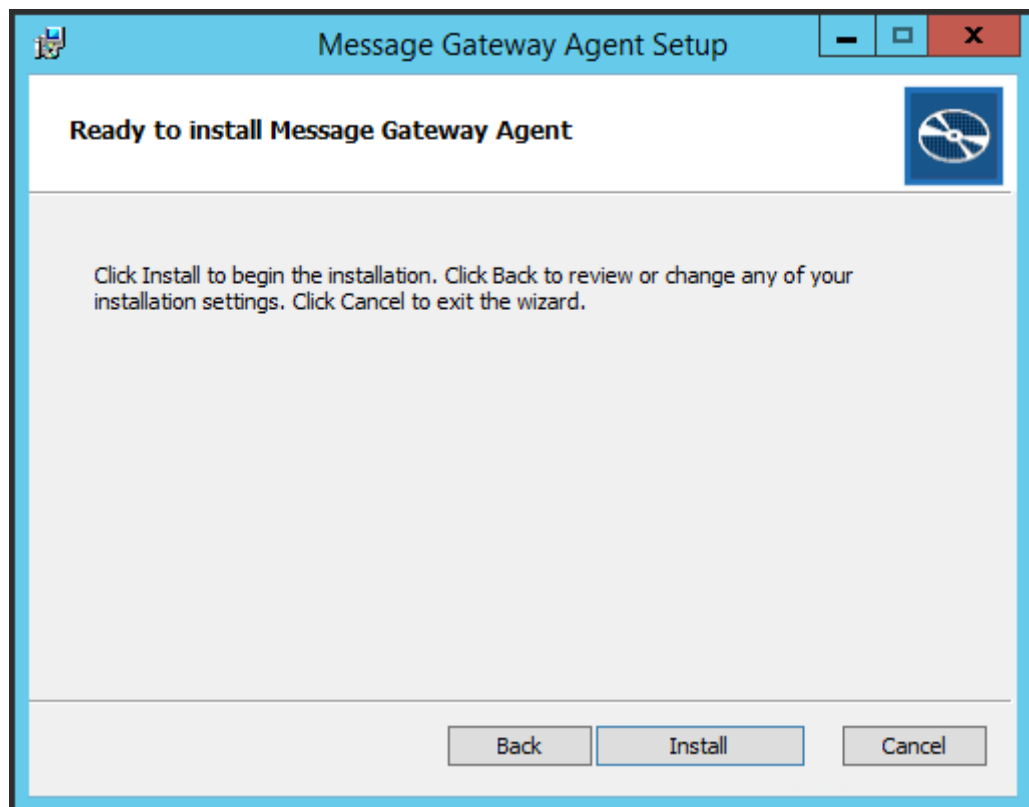 Message Gateway Agent Setup
Ready to install Message Gateway Agent
Click Install to begin the installation. Click Back to review or change any of your
installation settings. Click Cancel to exit the wizard.
Back
Install
Cancel